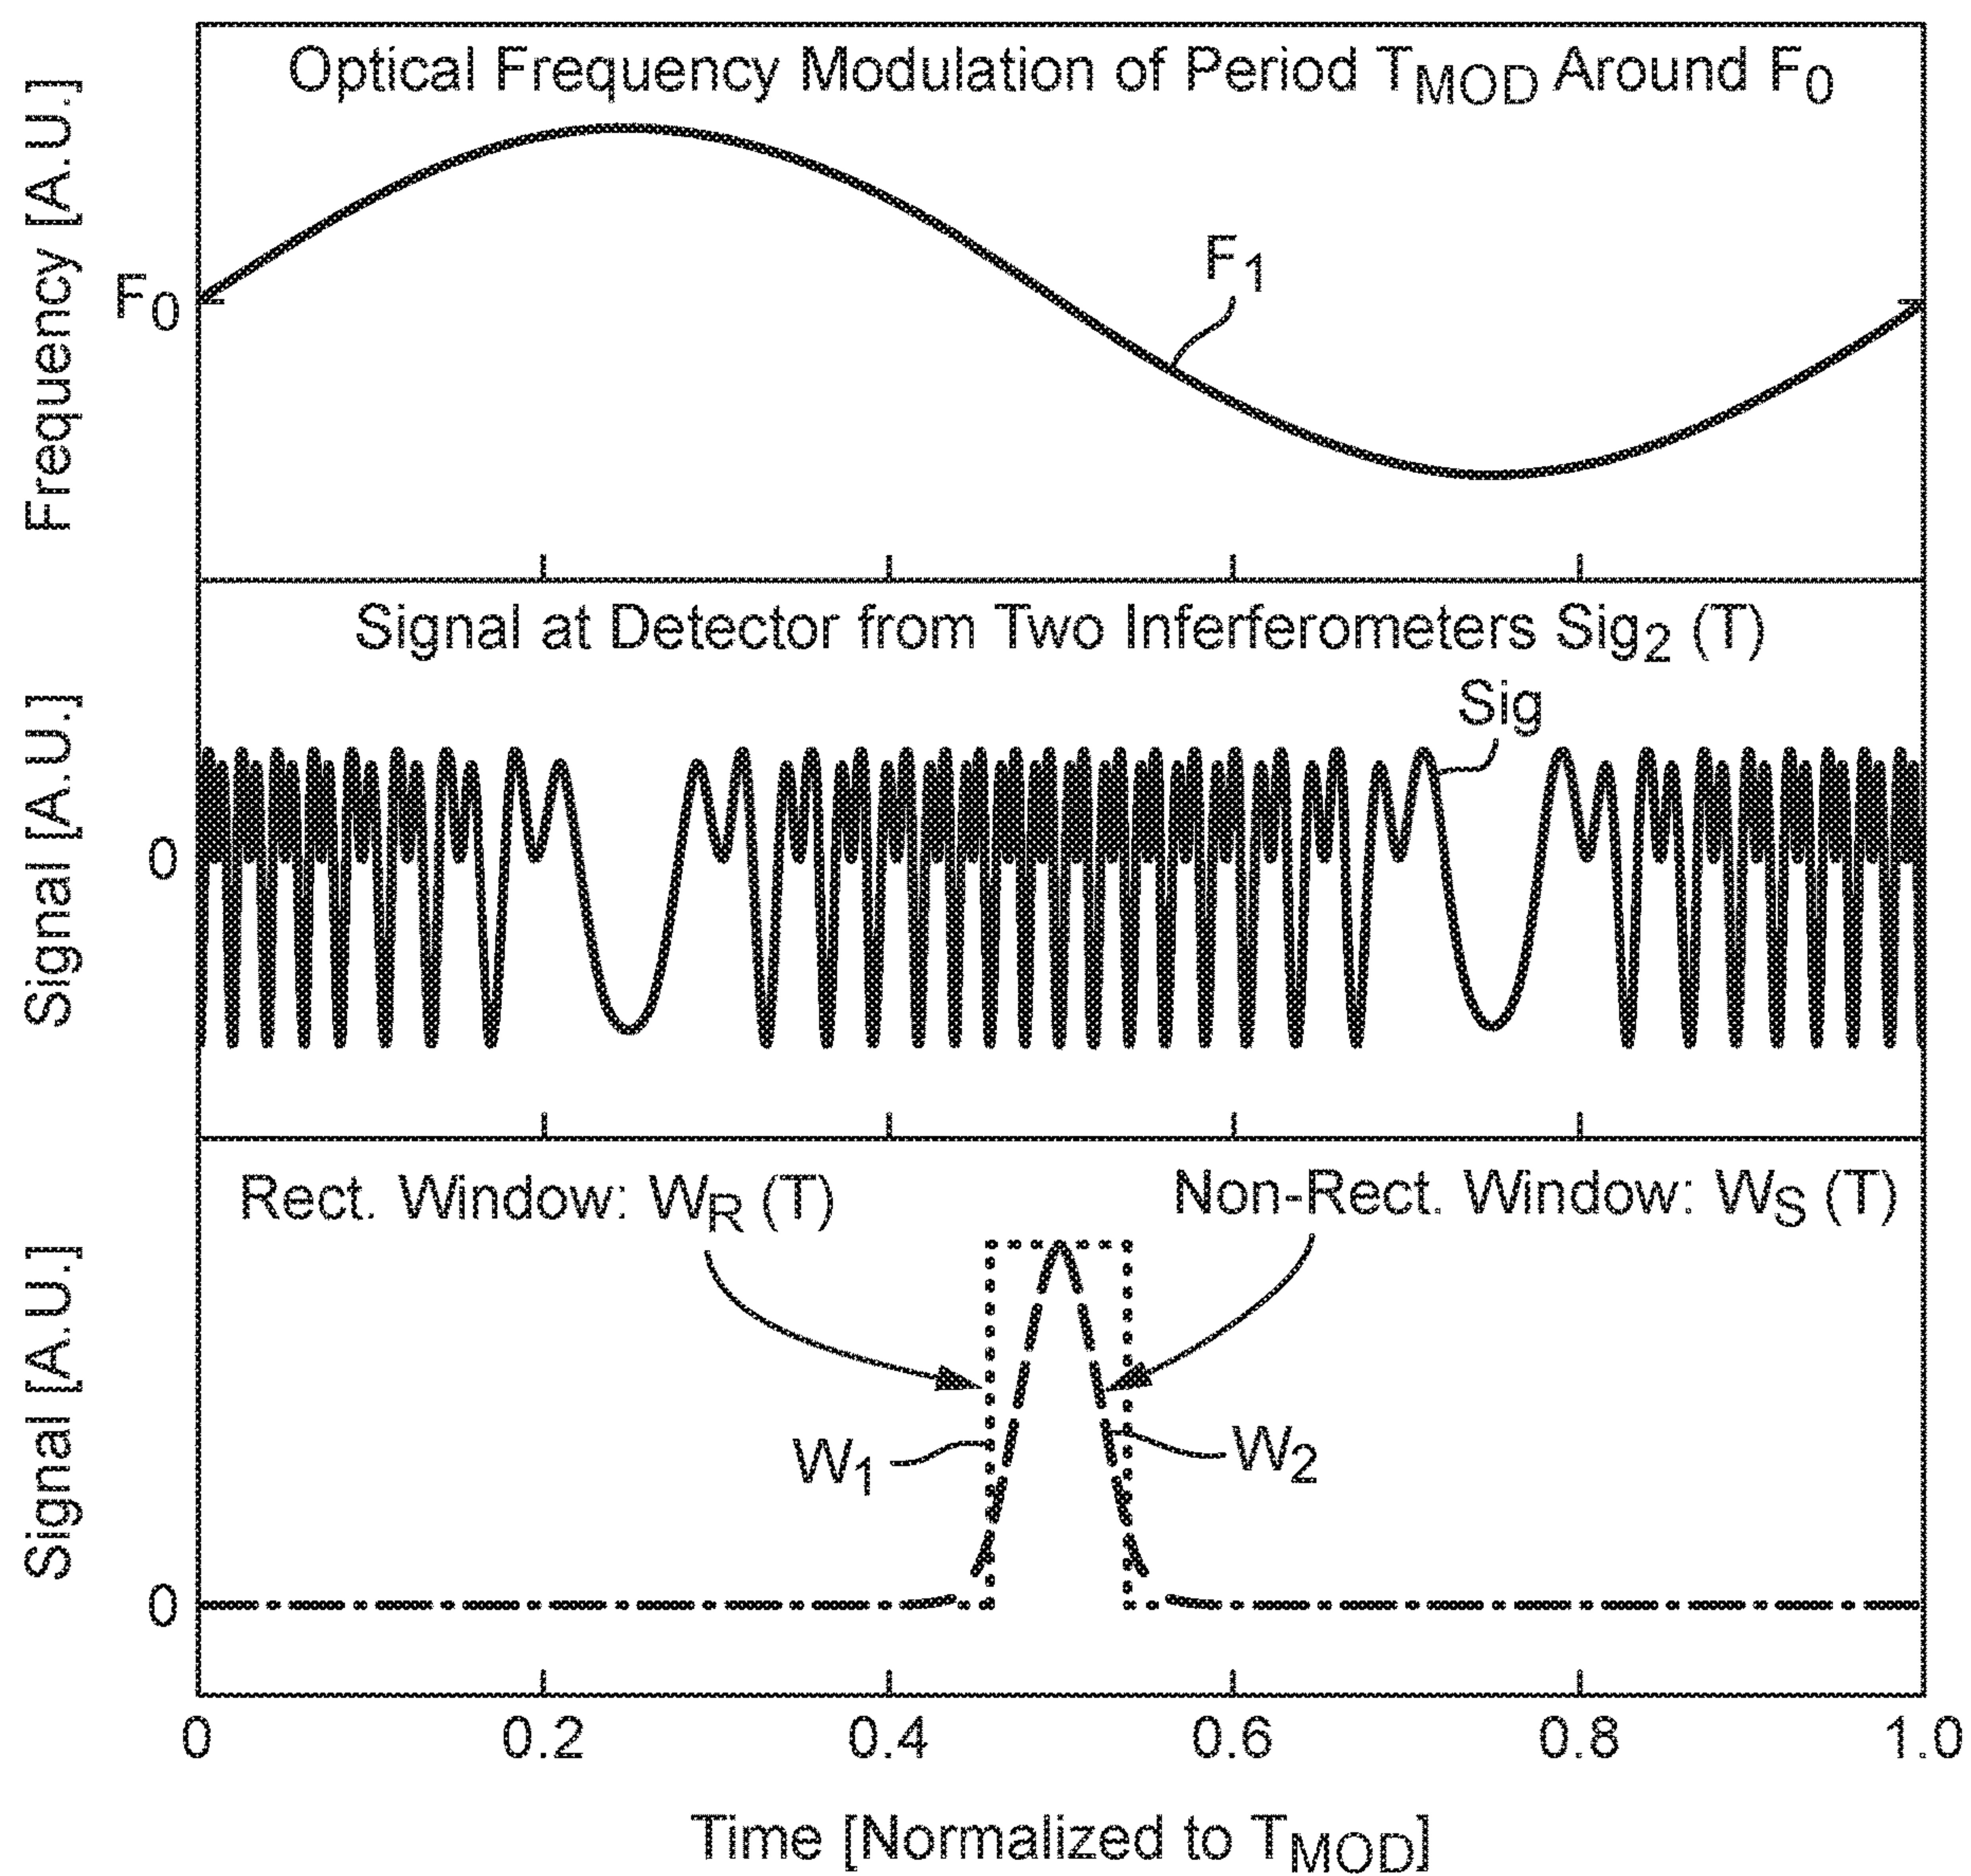 Optical Frequency Modulation of Period TMOD Around F0
Frequency [A.U.]
F0
F1
Signal at Detector from Two Inferferometers Sig2 (T)
Sig
Signal [A.U.]
0
Rect. Window: WR (T)
Non-Rect. Window: WS (T)
W1
W2
Signal [A.U.]
0
0 0.2 0.4 0.6 0.8 1.0
Time [Normalized to TMOD]